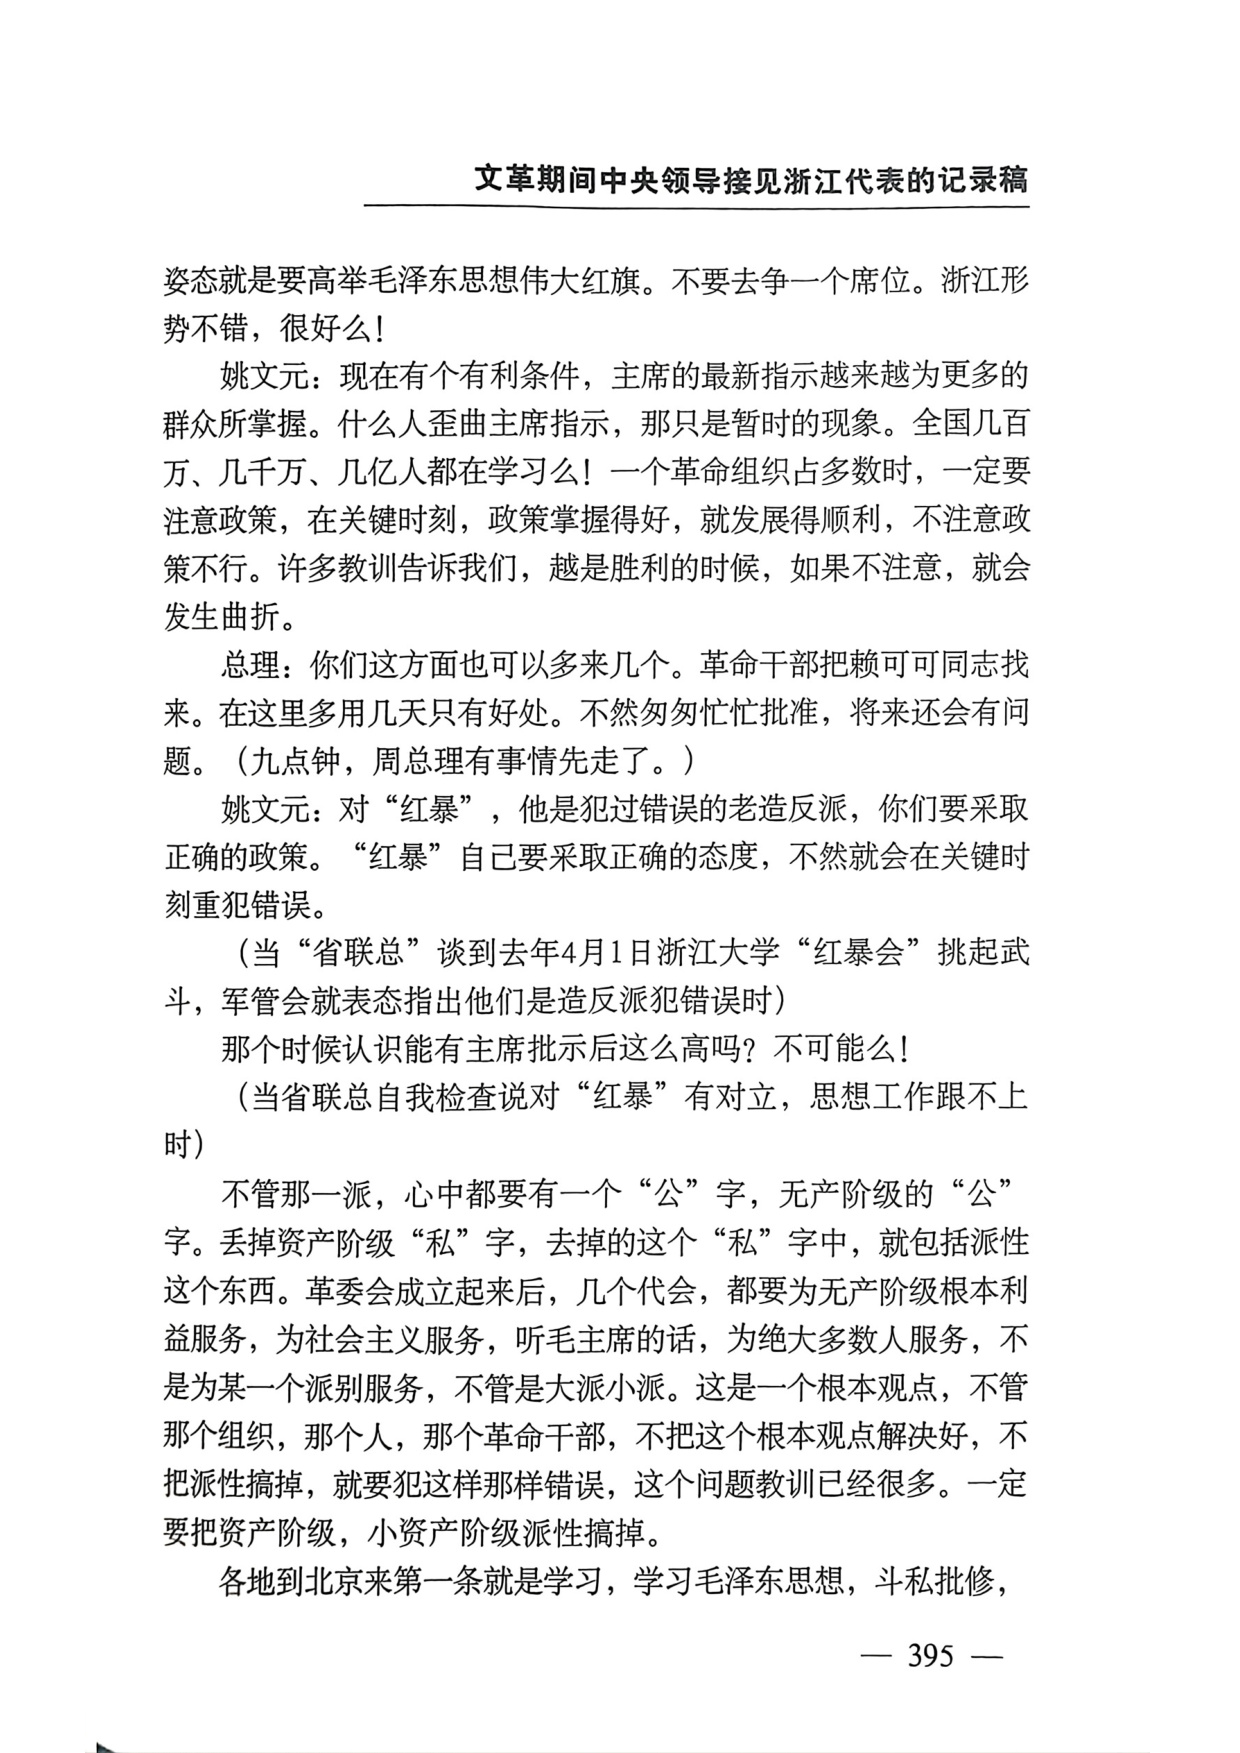 文革期间中央领导接见浙江代表的记录稿
姿态就是要高举毛泽东思想伟大红旗。不要去争一个席位。浙江形
势不错，很好么！
姚文元：现在有个有利条件，主席的最新指示越来越为更多的
群众所掌握。什么人歪曲主席指示，那只是暂时的现象。全国几百
万、几千万、几亿人都在学习么！一个革命组织占多数时，一定要
注意政策，在关键时刻，政策掌握得好，就发展得顺利，不注意政
策不行。许多教训告诉我们，越是胜利的时候，如果不注意，就会
发生曲折。
总理：你们这方面也可以多来几个。革命干部把赖可可同志找
来。在这里多用几天只有好处。不然匆匆忙忙批准，将来还会有问
题。（九点钟，周总理有事情先走了。）
姚文元：对“红暴”，他是犯过错误的老造反派，你们要采取
正确的政策。“红暴”自己要采取正确的态度，不然就会在关键时
刻重犯错误。
（当“省联总”谈到去年4月1日浙江大学“红暴会”挑起武
斗，军管会就表态指出他们是造反派犯错误时）
那个时候认识能有主席批示后这么高吗？不可能么！
（当省联总自我检查说对“红暴”有对立，思想工作跟不上
时）
不管那一派，心中都要有一个“公”字，无产阶级的“公”
字。丢掉资产阶级“私”字，去掉的这个“私”字中，就包括派性
这个东西。革委会成立起来后，几个代会，都要为无产阶级根本利
益服务，为社会主义服务，听毛主席的话，为绝大多数人服务，不
是为某一个派别服务，不管是大派小派。这是一个根本观点，不管
那个组织，那个人，那个革命干部，不把这个根本观点解决好，不
把派性搞掉，就要犯这样那样错误，这个问题教训已经很多。一定
要把资产阶级，小资产阶级派性搞掉。
各地到北京来第一条就是学习，学习毛泽东思想，斗私批修，
— 395 —